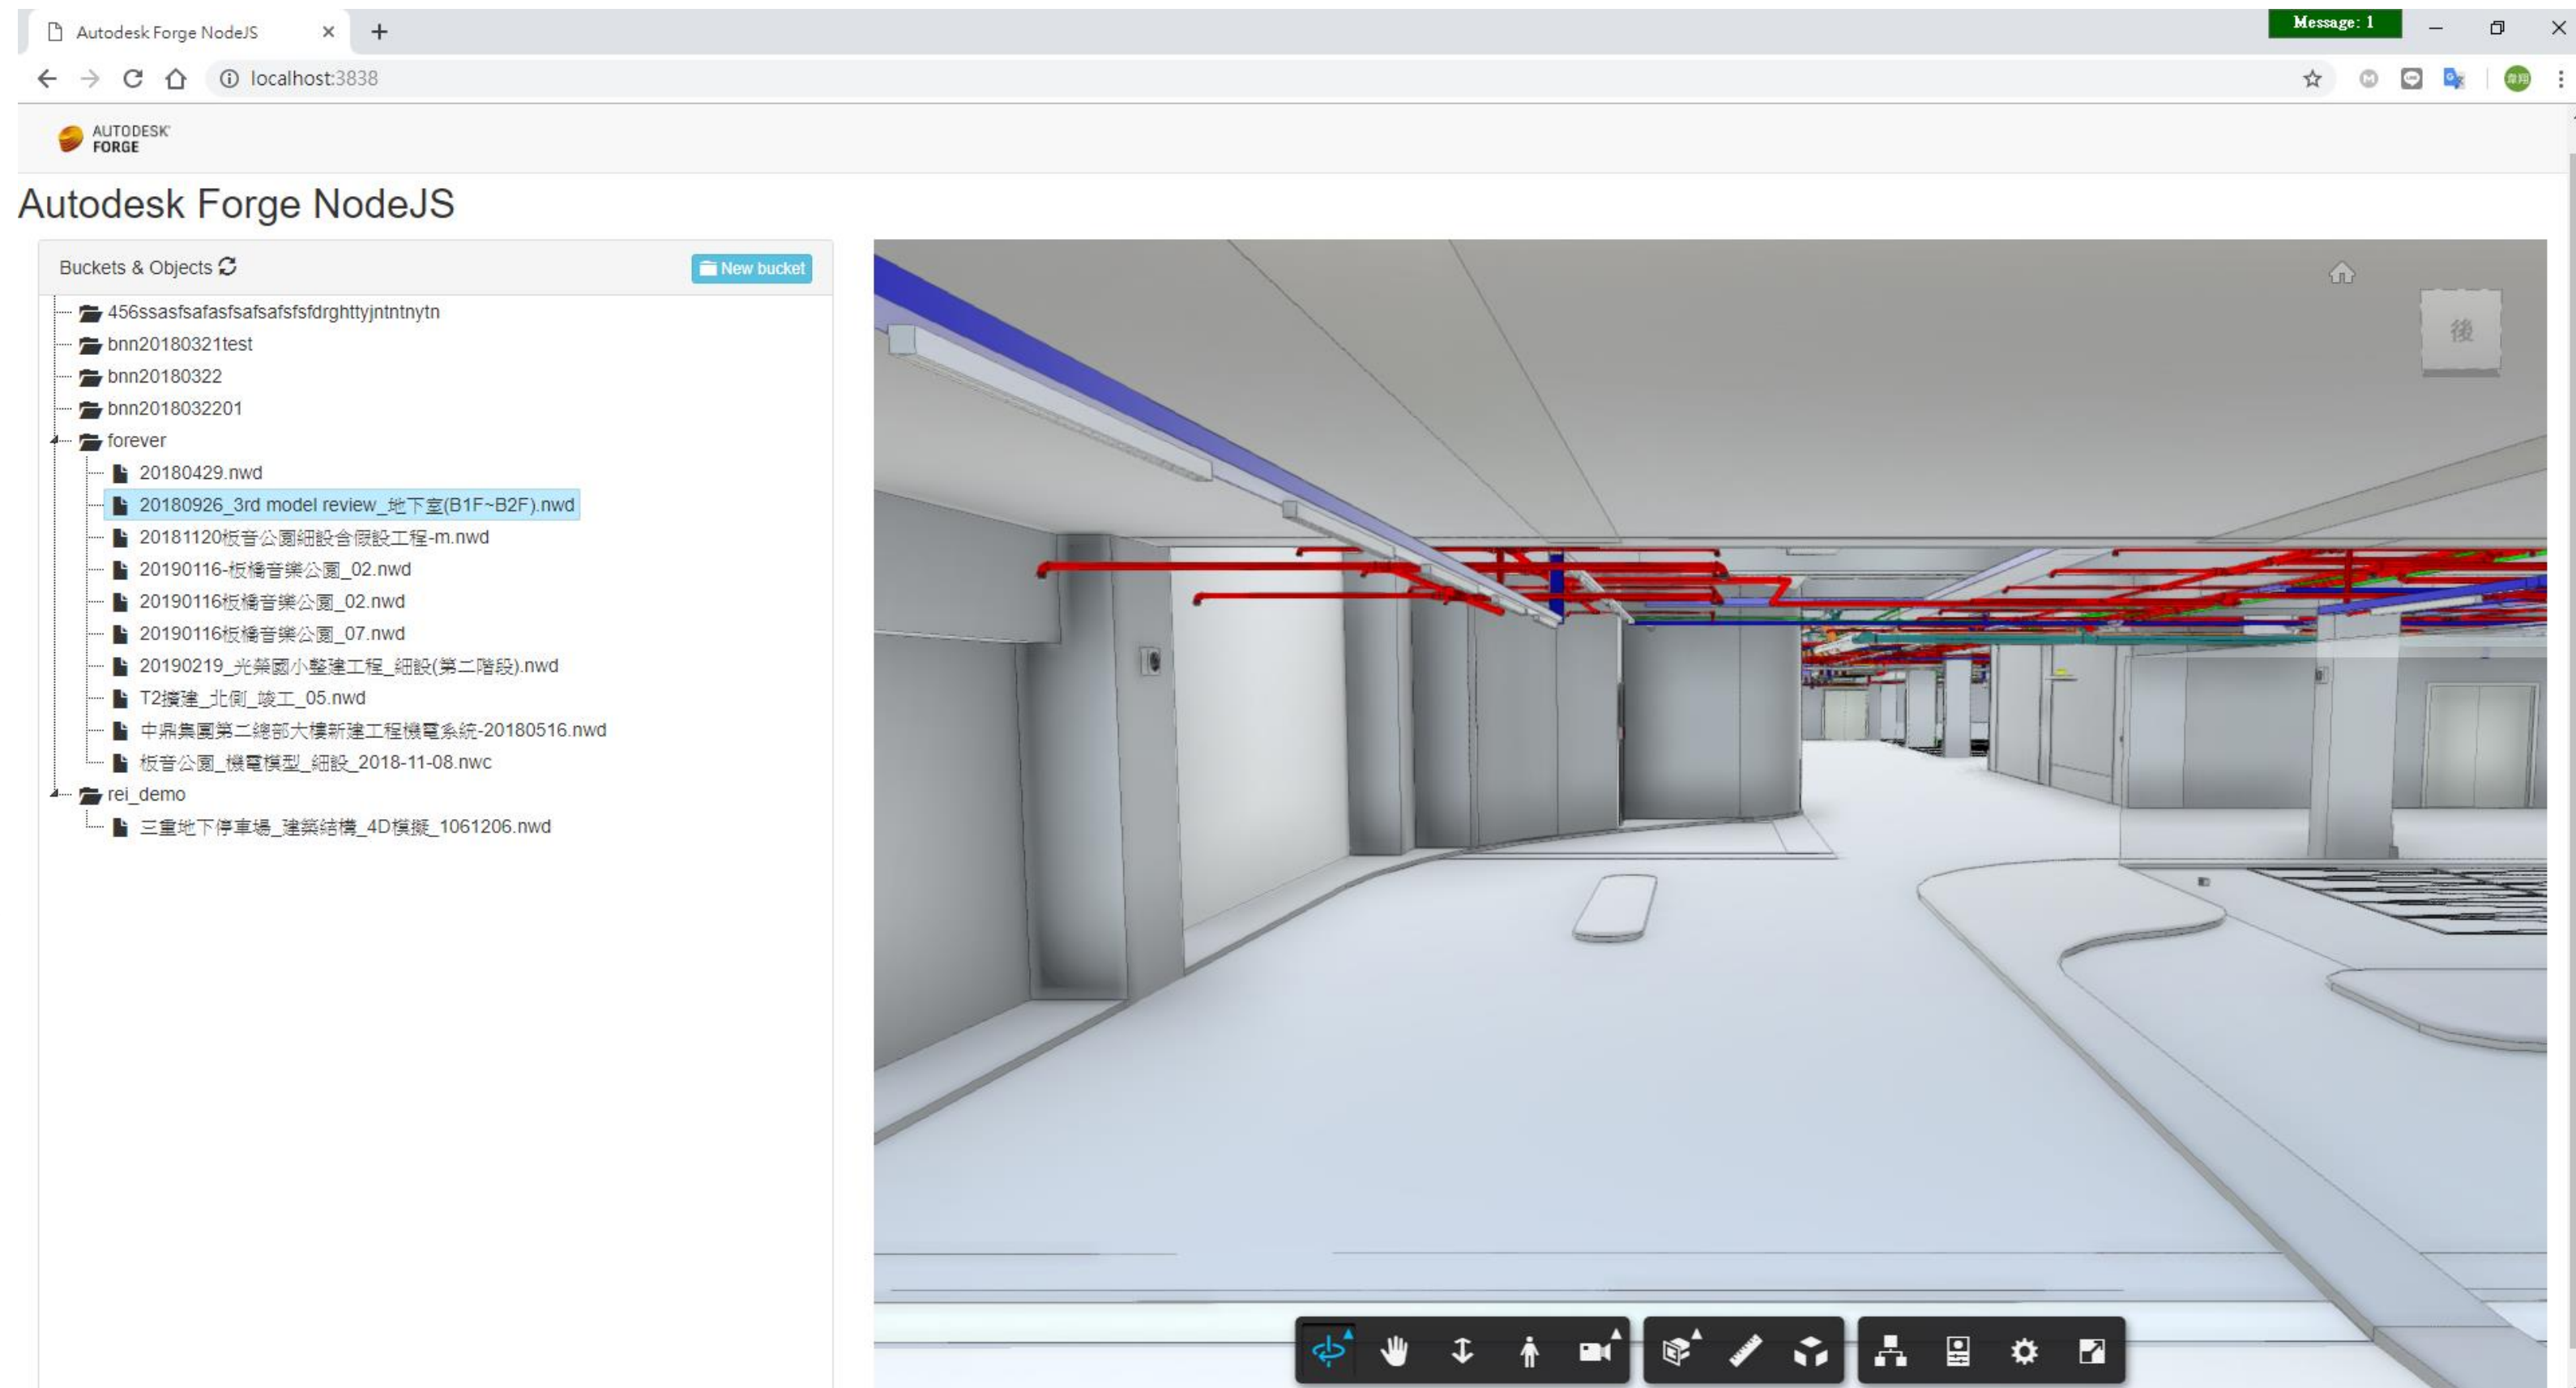 Autodesk Forge NodeJS
Message: 1
localhost:3838
韋翔
AUTODESK
FORGE
Autodesk Forge NodeJS
Buckets & Objects
New bucket
456ssasfsafasfsafsafsfsfdrghttyjntntnytn
bnn20180321test
bnn20180322
bnn2018032201
forever
20180429.nwd
20180926_3rd model review_地下室(B1F~B2F).nwd
20181120板音公園細設含假設工程-m.nwd
20190116-板橋音樂公園_02.nwd
20190116板橋音樂公園_02.nwd
20190116板橋音樂公園_07.nwd
20190219_光榮國小整建工程_細設(第二階段).nwd
T2擴建_北側_竣工_05.nwd
中鼎集團第二總部大樓新建工程機電系統-20180516.nwd
板音公園_機電模型_細設_2018-11-08.nwc
rei_demo
三重地下停車場_建築結構_4D模擬_1061206.nwd
後